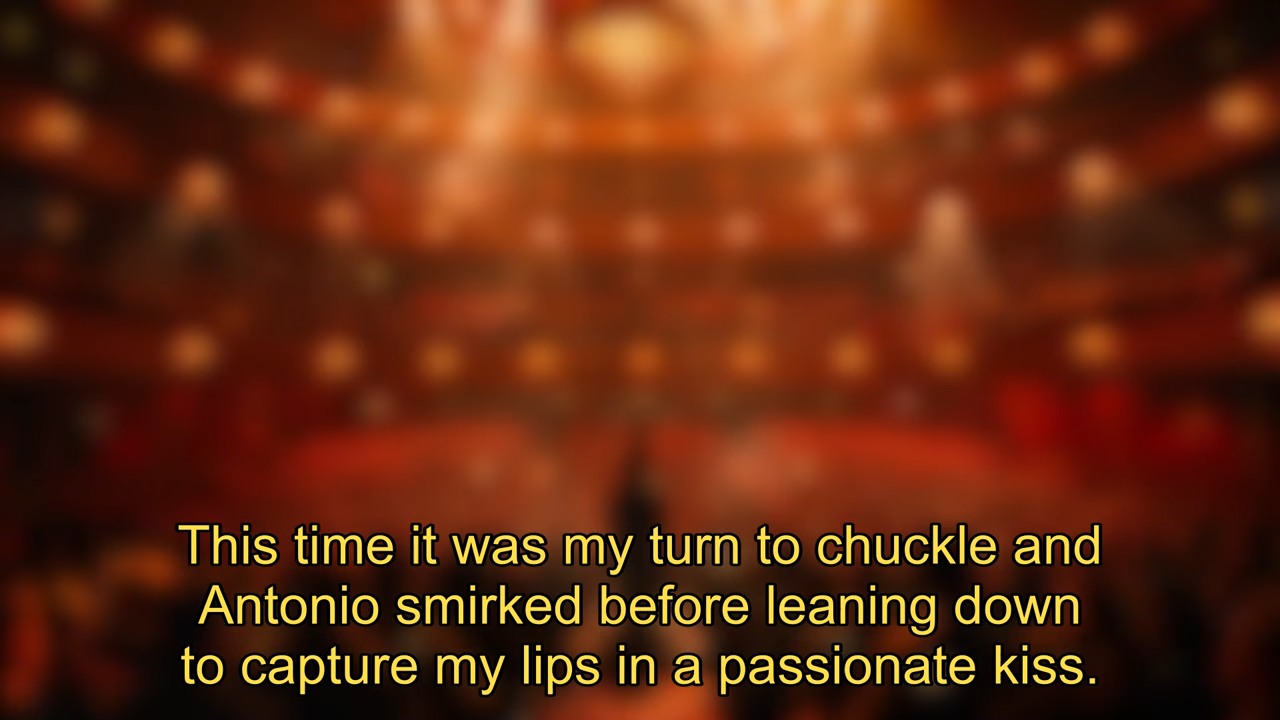 This time it was my turn to chuckle and
Antonio smirked before leaning down
to capture my lips in a passionate kiss.